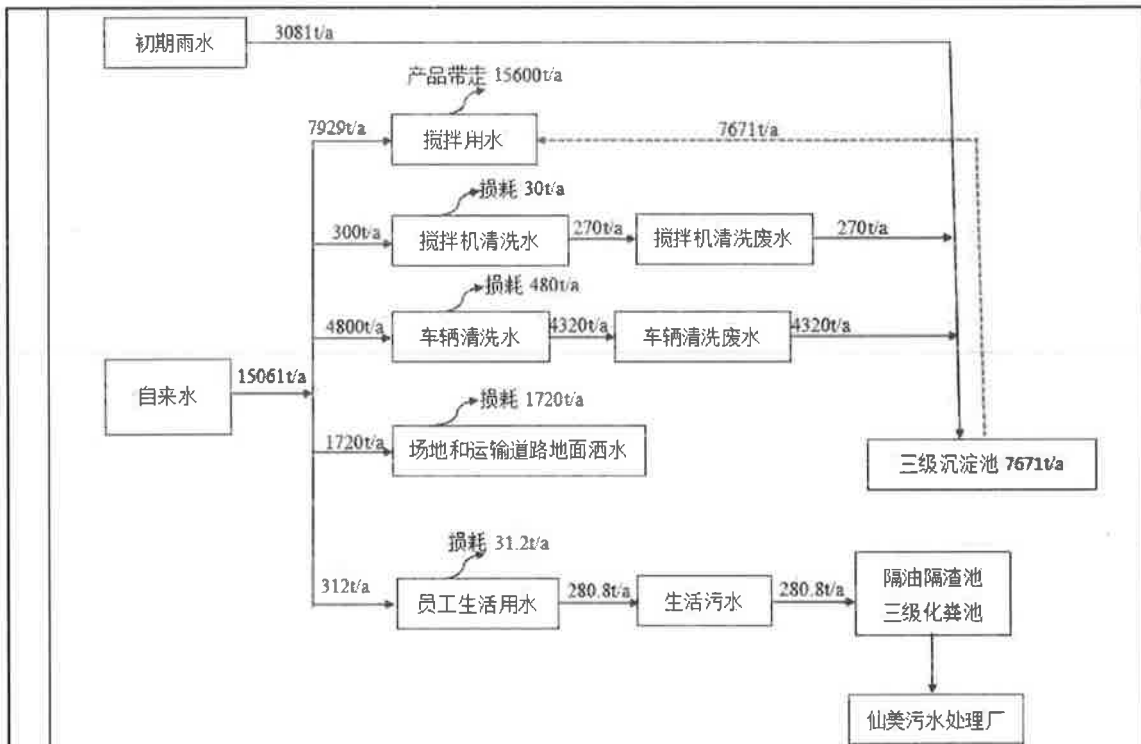 初期雨水
3081t/a
产品带走 15600t/a
7929t/a
搅拌用水
7671t/a
损耗 30t/a
300t/a
搅拌机清洗水
270t/a
搅拌机清洗废水
270t/a
损耗 480t/a
4800t/a
车辆清洗水
4320t/a
车辆清洗废水
4320t/a
自来水
15061t/a
损耗 1720t/a
1720t/a
场地和运输道路地面洒水
三级沉淀池 7671t/a
损耗 31.2t/a
312t/a
员工生活用水
280.8t/a
生活污水
280.8t/a
隔油隔渣池
三级化粪池
仙美污水处理厂